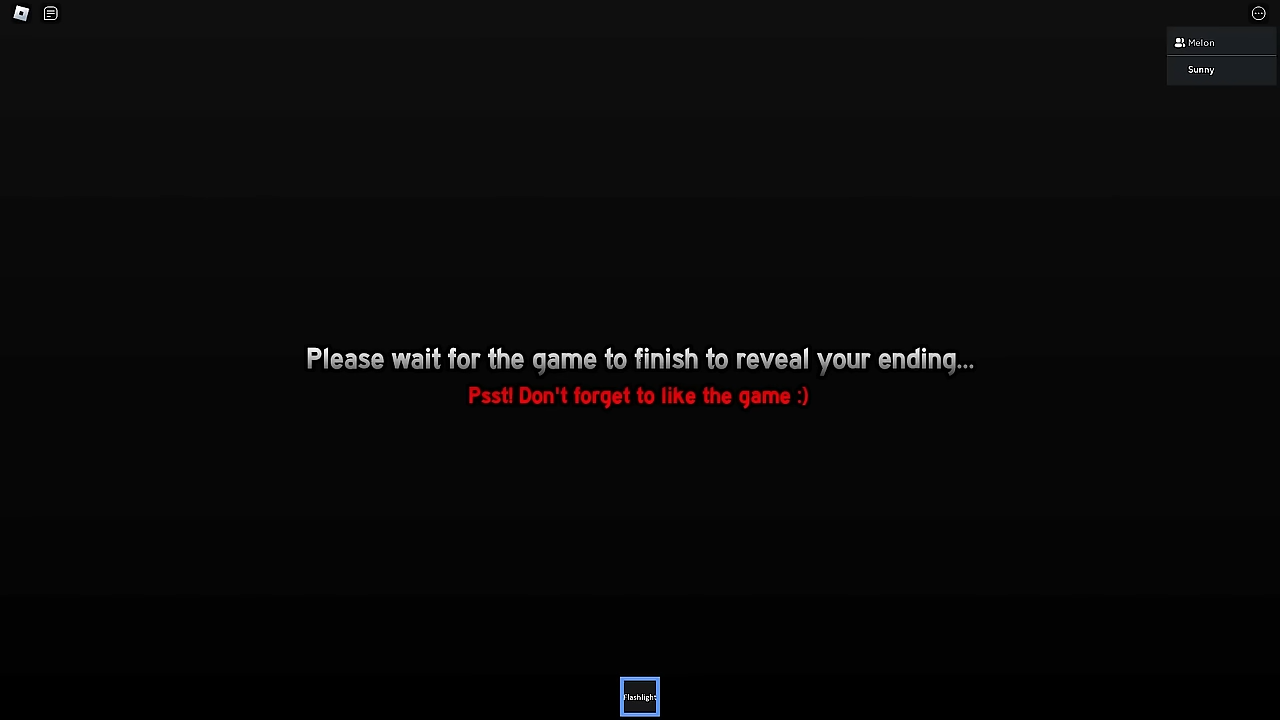 Melon
Sunny
Please wait for the game to finish to reveal your ending...
Psst! Don't forget to like the game :)
Flashlight